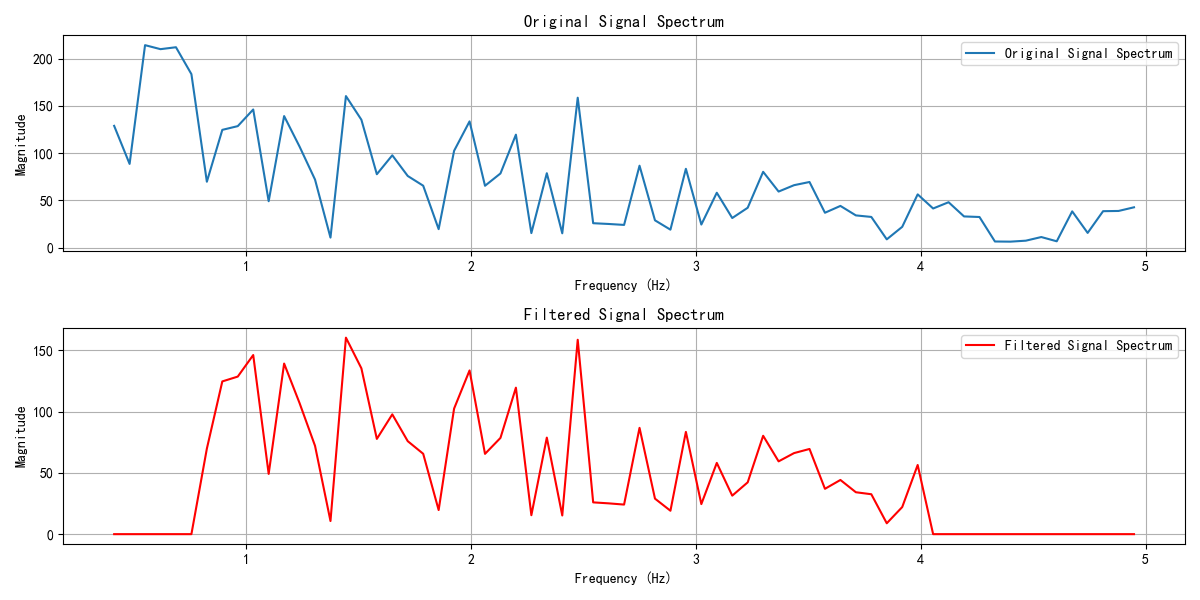 Original Signal Spectrum
200
150
100
50
0
Magnitude
Original Signal Spectrum
1 2 3 4 5
Frequency (Hz)
Filtered Signal Spectrum
150
100
50
0
Magnitude
Filtered Signal Spectrum
1 2 3 4 5
Frequency (Hz)